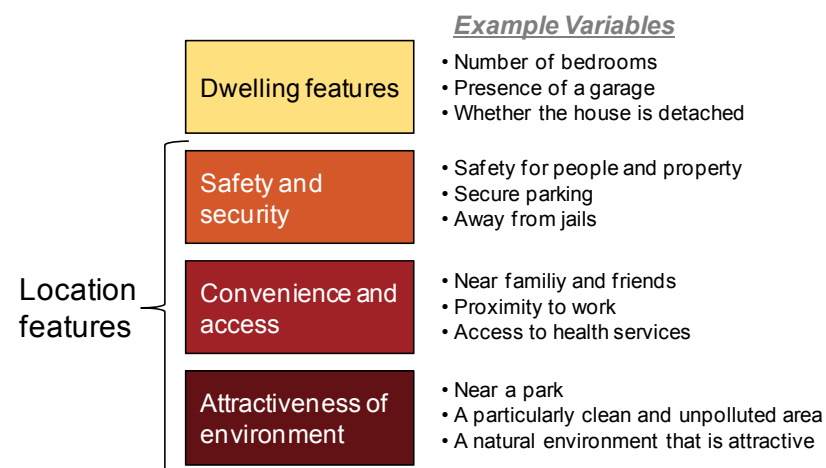 Example Variables
Dwelling features
• Number of bedrooms
• Presence of a garage
• Whether the house is detached
Location
features
Safety and
security
• Safety for people and property
• Secure parking
• Away from jails
Convenience and
access
• Near familiy and friends
• Proximity to work
• Access to health services
Attractiveness of
environment
• Near a park
• A particularly clean and unpolluted area
• A natural environment that is attractive